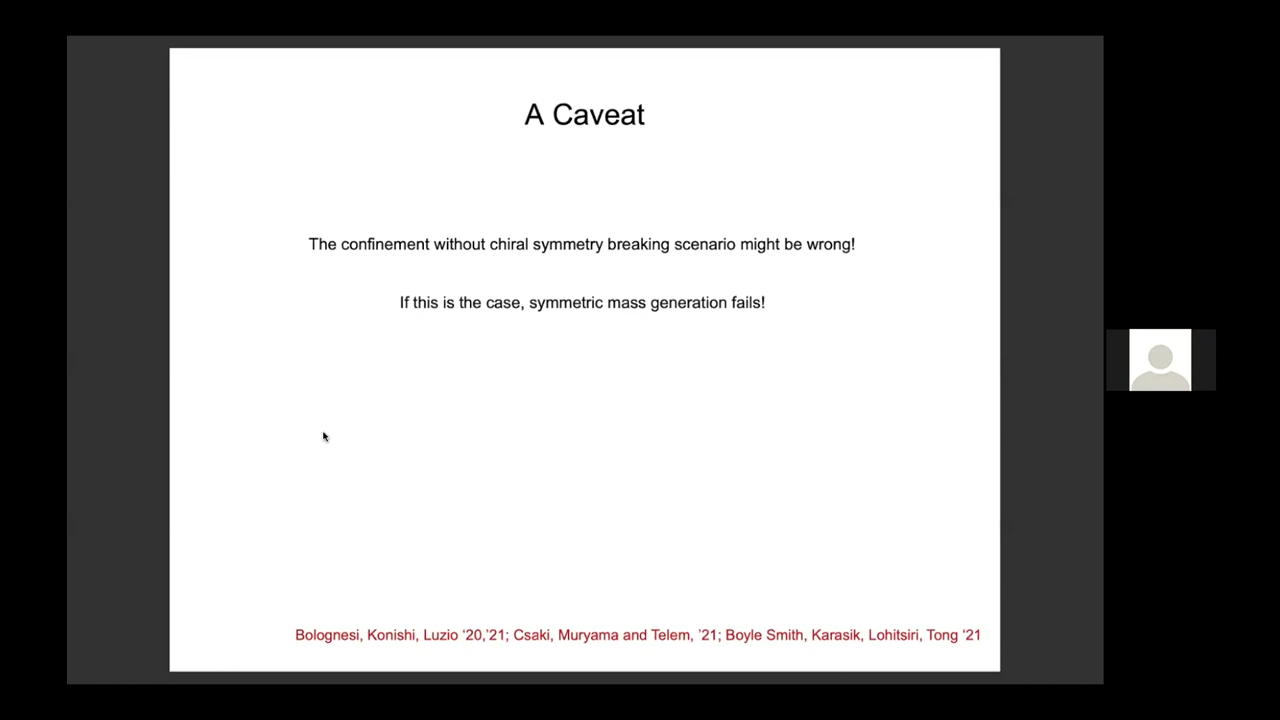 A Caveat
The confinement without chiral symmetry breaking scenario might be wrong!
If this is the case, symmetric mass generation fails!
Bolognesi, Konishi, Luzio '20,'21; Csaki, Muryama and Telem, '21; Boyle Smith, Karasik, Lohitsiri, Tong '21